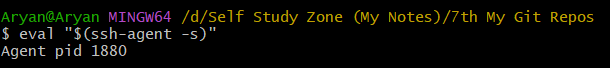 Aryan@Aryan MINGW64 /d/Self Study Zone (My Notes)/7th My Git Repos
$ eval "$(ssh-agent -s)"
Agent pid 1880